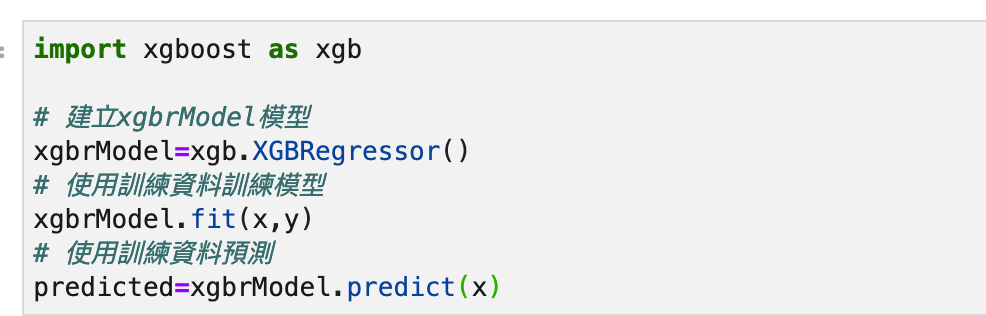 import xgboost as xgb
# 建立xgbrModel模型
xgbrModel=xgb.XGBRegressor()
# 使用訓練資料訓練模型
xgbrModel.fit(x,y)
# 使用訓練資料預測
predicted=xgbrModel.predict(x)